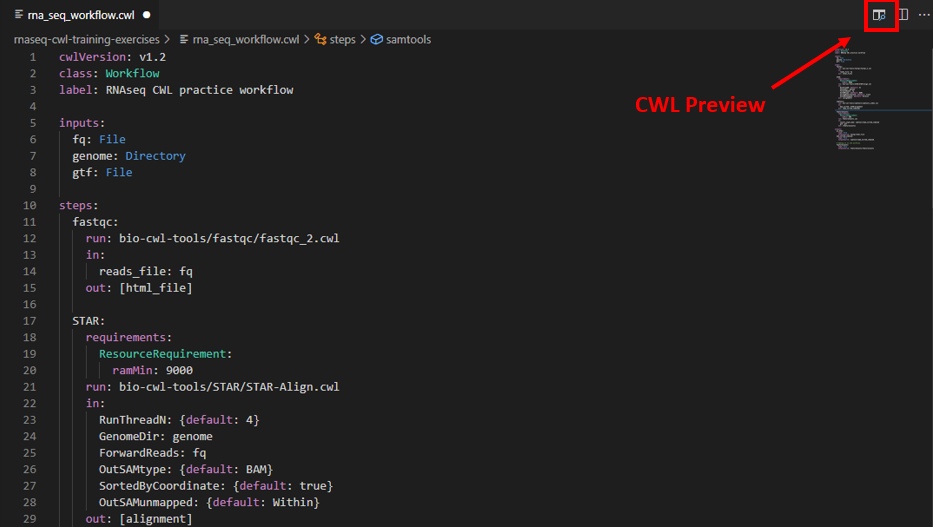 rna_seq_workflow.cwl
rnaseq-cwl-training-exercises > rna_seq_workflow.cwl > steps > samtools
CWL Preview
1 cwlVersion: v1.2
2 class: Workflow
3 label: RNAseq CWL practice workflow
4
5 inputs:
6 fq: File
7 genome: Directory
8 gtf: File
9
10 steps:
11 fastqc:
12 run: bio-cwl-tools/fastqc/fastqc_2.cwl
13 in:
14 reads_file: fq
15 out: [html_file]
16
17 STAR:
18 requirements:
19 ResourceRequirement:
20 ramMin: 9000
21 run: bio-cwl-tools/STAR/STAR-Align.cwl
22 in:
23 RunThreadN: {default: 4}
24 GenomeDir: genome
25 ForwardReads: fq
26 OutSAMtype: {default: BAM}
27 SortedByCoordinate: {default: true}
28 OutSAMunmapped: {default: Within}
29 out: [alignment]